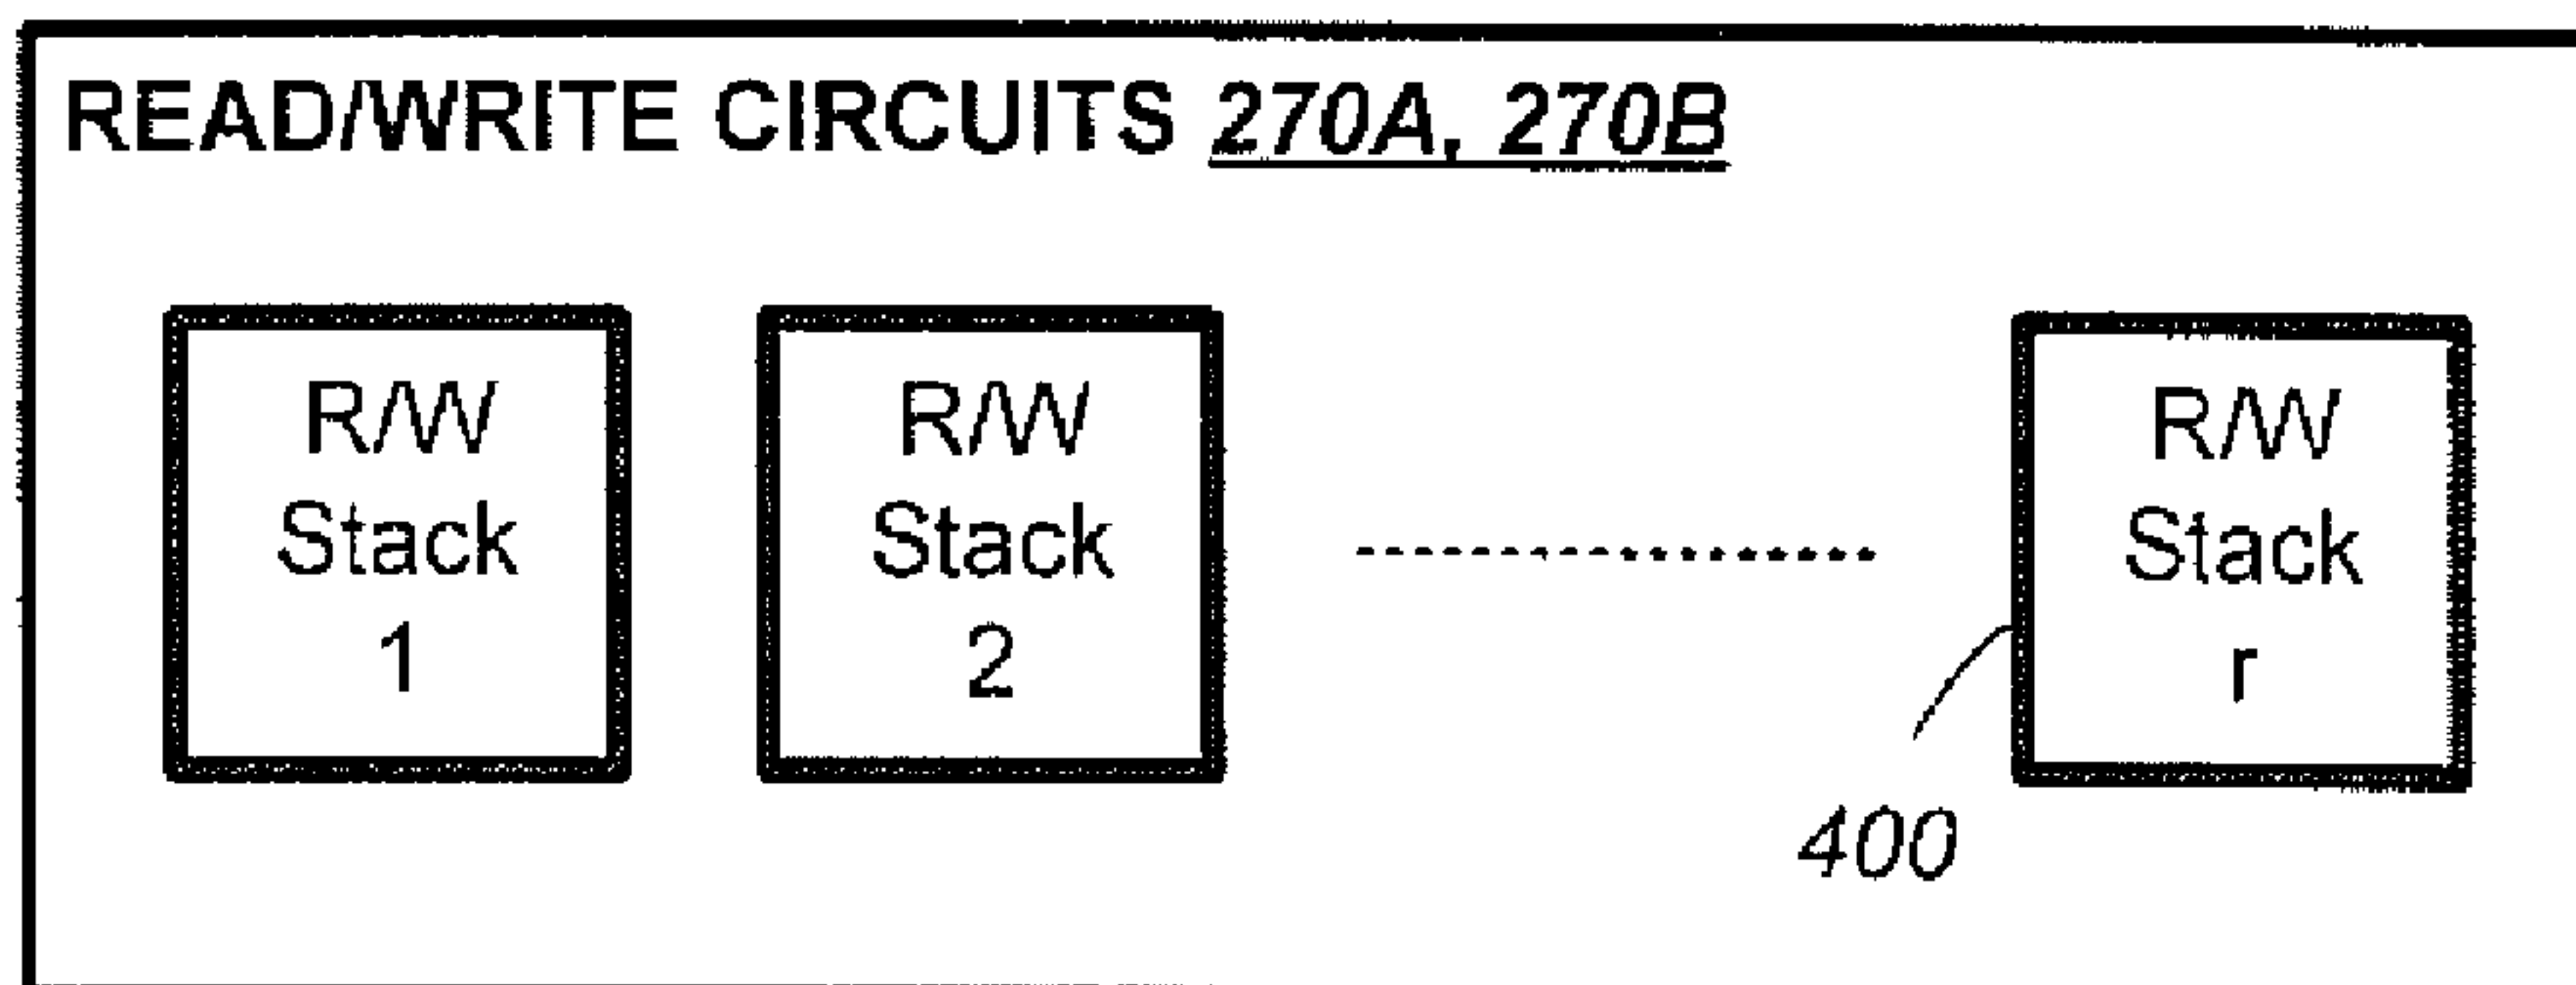 READ/WRITE CIRCUITS 270A, 270B
R/W
Stack
1
R/W
Stack
2
R/W
Stack
r
400